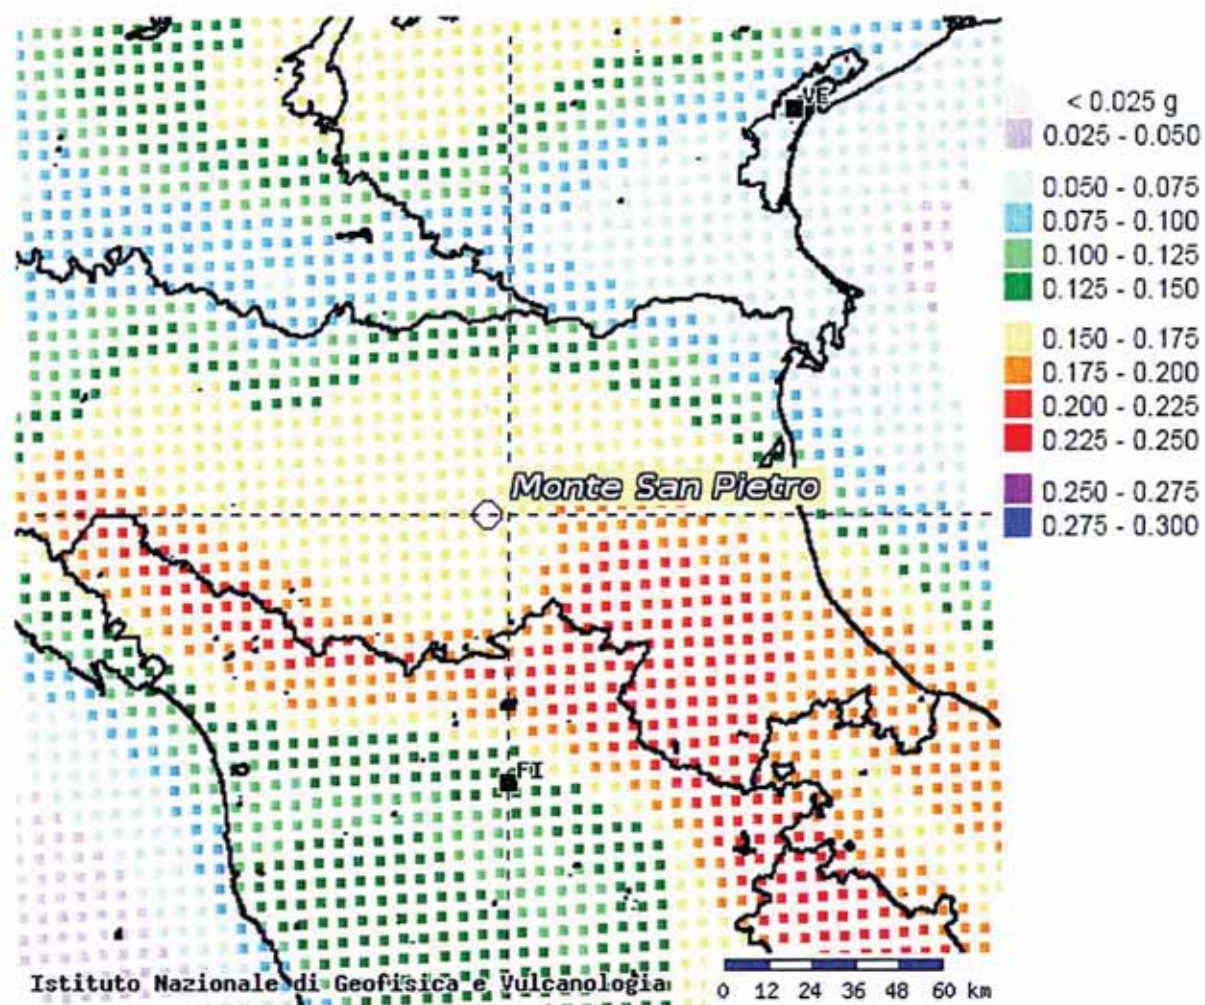 VE
< 0.025 g
0.025 - 0.050
0.050 - 0.075
0.075 - 0.100
0.100 - 0.125
0.125 - 0.150
0.150 - 0.175
0.175 - 0.200
0.200 - 0.225
0.225 - 0.250
0.250 - 0.275
0.275 - 0.300
Monte San Pietro
FI
Istituto Nazionale di Geofisica e Vulcanologia
0 12 24 36 48 60 km